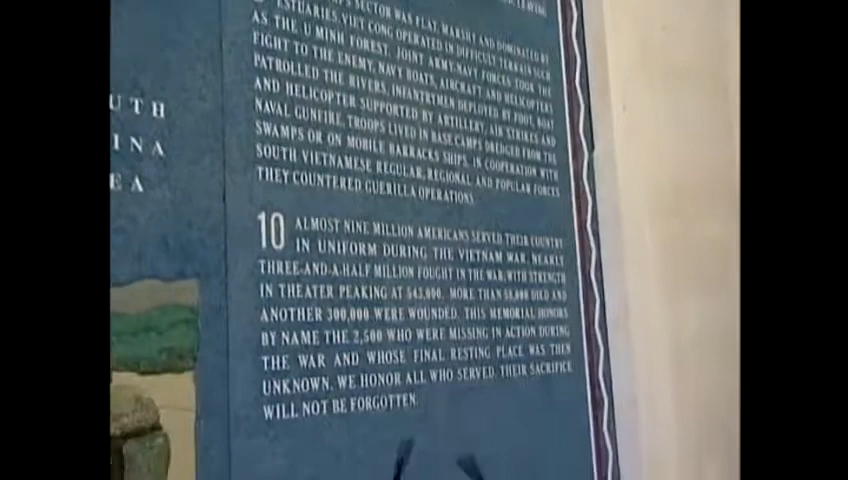 LEAVING
SECTOR WAS FLAT, MARSHY AND DOMINATED BY
ESTUARIES. VIET CONG OPERATED IN DIFFICULT TERRAIN SUCH
AS THE U MINH FOREST. JOINT ARMY-NAVY FORCES TOOK THE
FIGHT TO THE ENEMY. NAVY BOATS, AIRCRAFT AND HELICOPTERS
PATROLLED THE RIVERS, INFANTRYMEN DEPLOYED BY FOOT, BOAT
AND HELICOPTER SUPPORTED BY ARTILLERY, AIR STRIKES AND
NAVAL GUNFIRE. TROOPS LIVED IN BASE CAMPS DREDGED FROM THE
SWAMPS OR ON MOBILE BARRACKS SHIPS. IN COOPERATION WITH
SOUTH VIETNAMESE REGULAR, REGIONAL AND POPULAR FORCES
THEY COUNTERED GUERILLA OPERATIONS.
UTH
INA
EA
10 ALMOST NINE MILLION AMERICANS SERVED THEIR COUNTRY
IN UNIFORM DURING THE VIETNAM WAR. NEARLY
THREE-AND-A-HALF MILLION FOUGHT IN THE WAR, WITH STRENGTH
IN THEATER PEAKING AT 543,000. MORE THAN 58,000 DIED AND
ANOTHER 300,000 WERE WOUNDED. THIS MEMORIAL HONORS
BY NAME THE 2,500 WHO WERE MISSING IN ACTION DURING
THE WAR AND WHOSE FINAL RESTING PLACE WAS THEN
UNKNOWN. WE HONOR ALL WHO SERVED. THEIR SACRIFICE
WILL NOT BE FORGOTTEN.